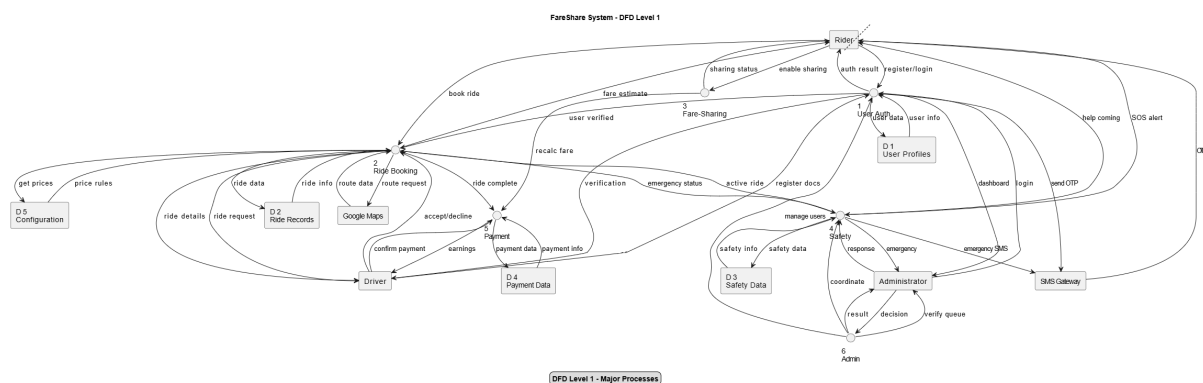 FareShare System - DFD Level 1
Rider
sharing status
enable sharing
auth result
register/login
book ride
fare estimate
3
Fare-Sharing
1
User Auth
user verified
user data
user info
help coming
SOS alert
recalc fare
D 1
User Profiles
2
Ride Booking
get prices
price rules
ride data
ride info
route data
route request
ride complete
verification
emergency status
active ride
register docs
dashboard
login
send OTP
D 5
Configuration
ride details
ride request
D 2
Ride Records
Google Maps
accept/decline
5
Payment
manage users
4
Safety
confirm payment
earnings
payment data
payment info
safety info
safety data
response
emergency
emergency SMS
Driver
D 4
Payment Data
D 3
Safety Data
coordinate
Administrator
SMS Gateway
result
decision
verify queue
6
Admin
DFD Level 1 - Major Processes